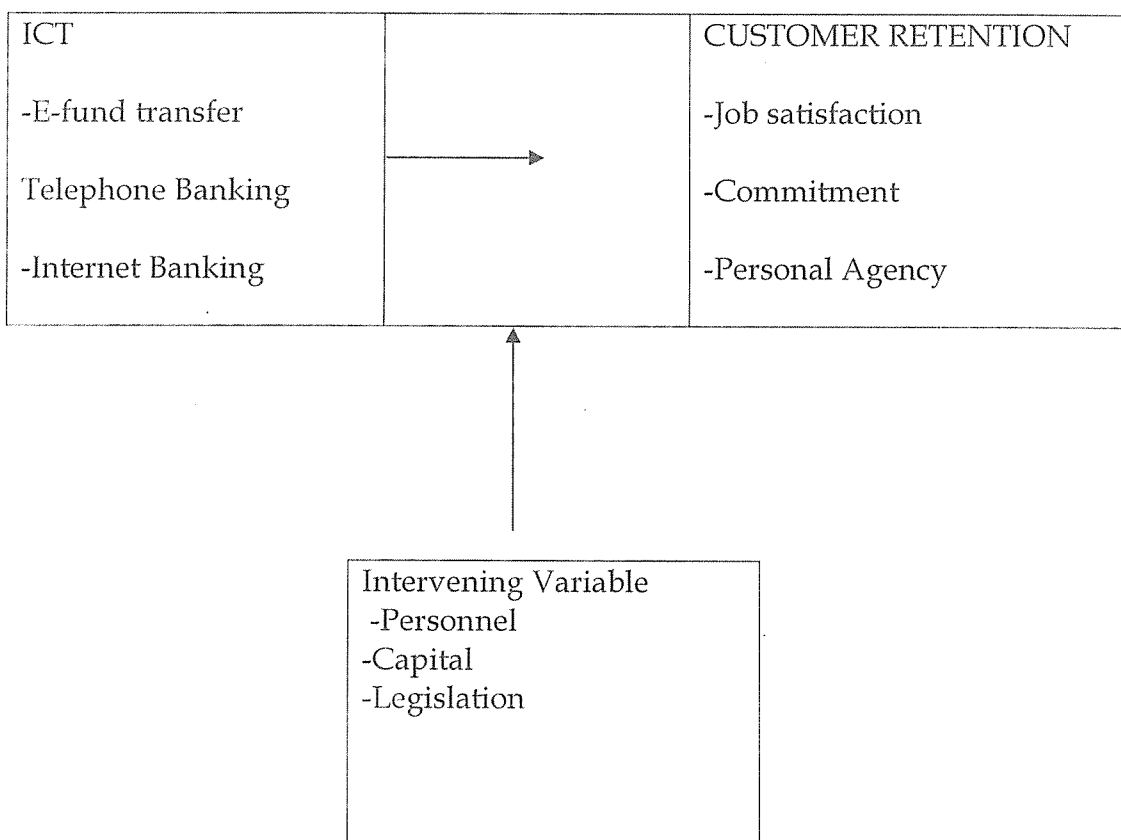 ICT
-E-fund transfer
Telephone Banking
-Internet Banking
CUSTOMER RETENTION
-Job satisfaction
-Commitment
-Personal Agency
Intervening Variable
-Personnel
-Capital
-Legislation